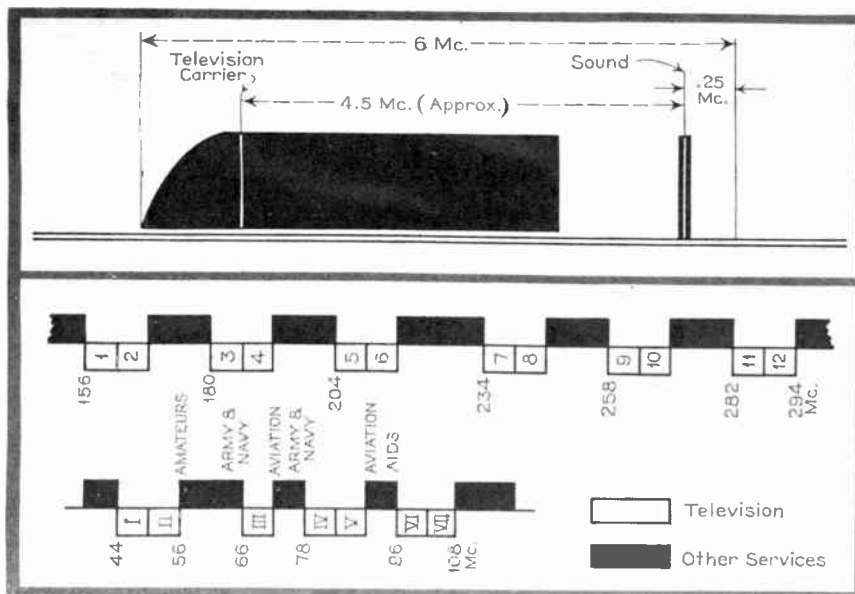 6 Mc.
Television
Carrier
Sound
.25
Mc.
4.5 Mc. (Approx.)
1 2 3 4 5 6 7 8 9 10 11 12
156 180 204 234 258 282 294 Mc.
AMATEURS
ARMY &
NAVY
AVIATION
ARMY &
NAVY
AVIATION
AIDS
I II III IV V VI VII
44 56 66 78 96 108 Mc.
Television
Other Services